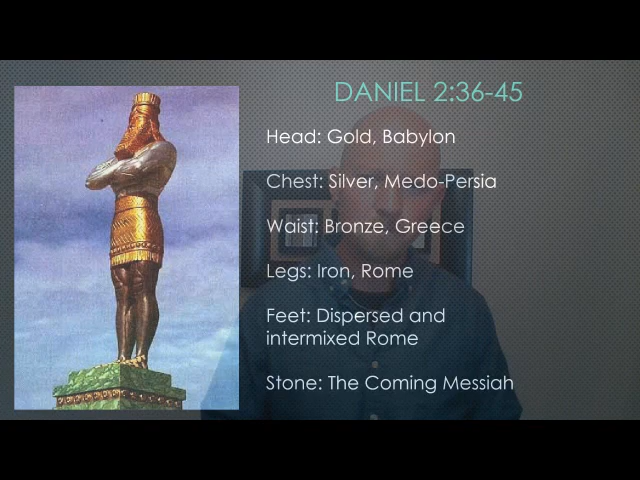 DANIEL 2:36-45
Head: Gold, Babylon
Chest: Silver, Medo-Persia
Waist: Bronze, Greece
Legs: Iron, Rome
Feet: Dispersed and
intermixed Rome
Stone: The Coming Messiah